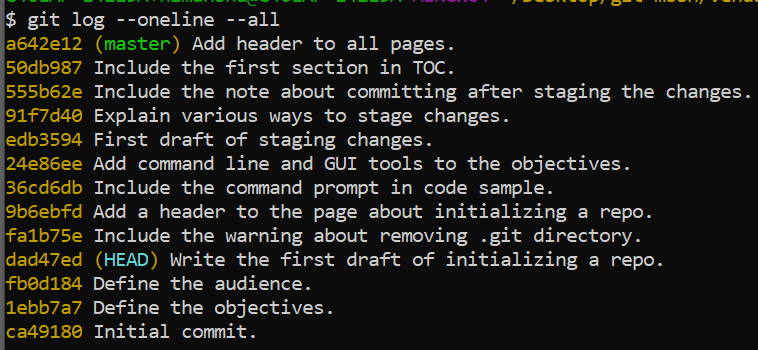 $ git log --oneline --all
a642e12 (master) Add header to all pages.
50db987 Include the first section in TOC.
555b62e Include the note about committing after staging the changes.
91f7d40 Explain various ways to stage changes.
edb3594 First draft of staging changes.
24e86ee Add command line and GUI tools to the objectives.
36cd6db Include the command prompt in code sample.
9b6ebfd Add a header to the page about initializing a repo.
fa1b75e Include the warning about removing .git directory.
dad47ed (HEAD) Write the first draft of initializing a repo.
fb0d184 Define the audience.
1ebb7a7 Define the objectives.
ca49180 Initial commit.